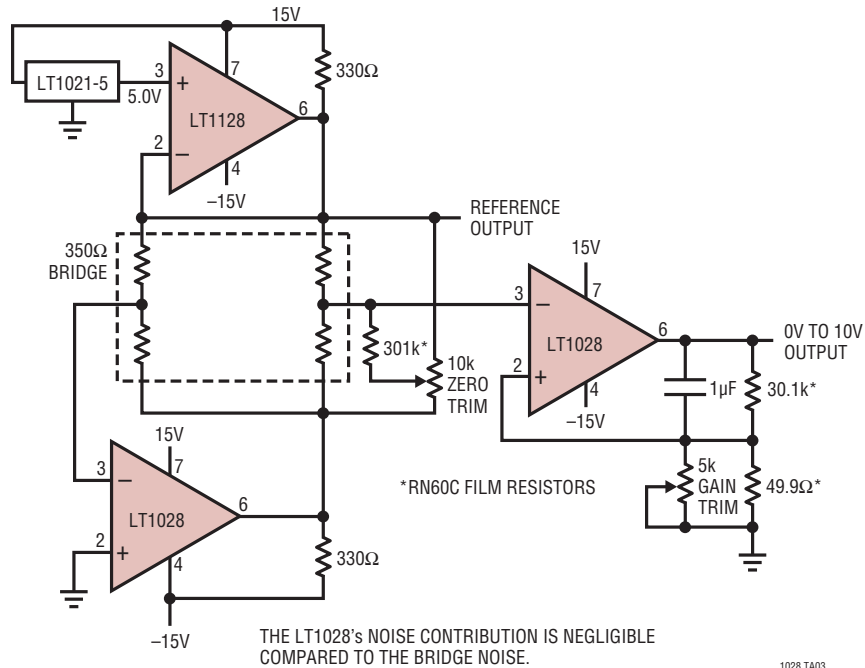 15V
LT1021-5
5.0V
3
+
7
LT1128
6
330Ω
2
–
4
–15V
REFERENCE
OUTPUT
350Ω
BRIDGE
301k*
10k
ZERO
TRIM
15V
3
–
7
LT1028
6
0V TO 10V
OUTPUT
2
+
4
–15V
1µF
30.1k*
5k
GAIN
TRIM
49.9Ω*
*RN60C FILM RESISTORS
15V
3
–
7
LT1028
6
2
+
4
330Ω
–15V
THE LT1028's NOISE CONTRIBUTION IS NEGLIGIBLE
COMPARED TO THE BRIDGE NOISE.
1028 TA03